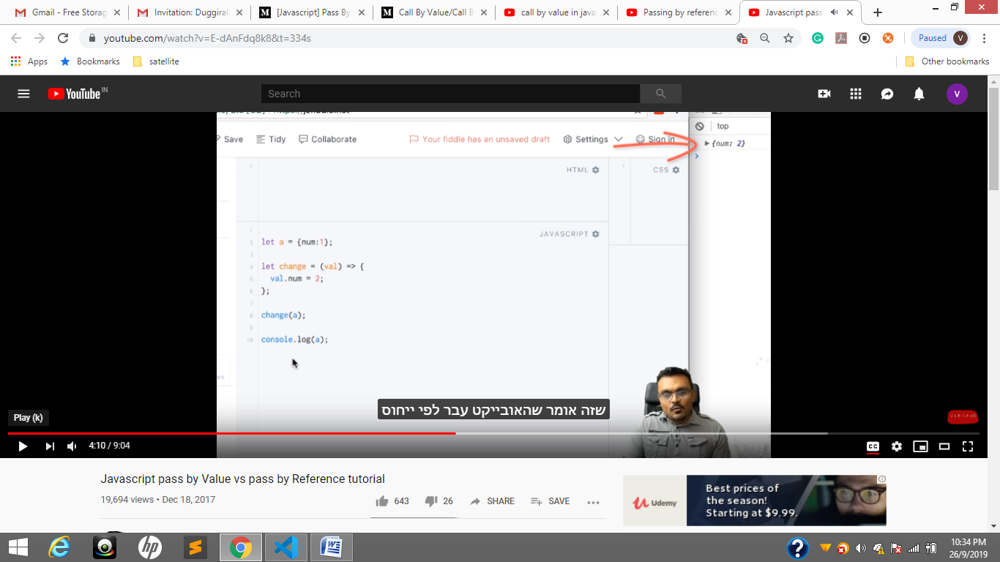 Gmail - Free Storag
Invitation: Duggiral
[Javascript] Pass By
Call By Value/Call B
call by value in java
Passing by referenc
Javascript pass
youtube.com/watch?v=E-dAnFdq8k8&t=334s
Paused V
Apps Bookmarks satellite Other bookmarks
YouTube IN
Search
V
Save Tidy Collaborate Your fiddle has an unsaved draft Settings Sign in
top
{num: 2}
1 HTML
1 CSS
JAVASCRIPT
1
2 let a = {num:1};
3
4 let change = (val) => {
5 val.num = 2;
6 };
7
8 change(a);
9
10 console.log(a);
שזה אומר שהאובייקט עבר לפי ייחוס
Play (k)
4:10 / 9:04
CC
Javascript pass by Value vs pass by Reference tutorial
19,694 views • Dec 18, 2017
643 26 SHARE SAVE
Udemy
Best prices of
the season!
Starting at $9.99.
10:34 PM
26/9/2019